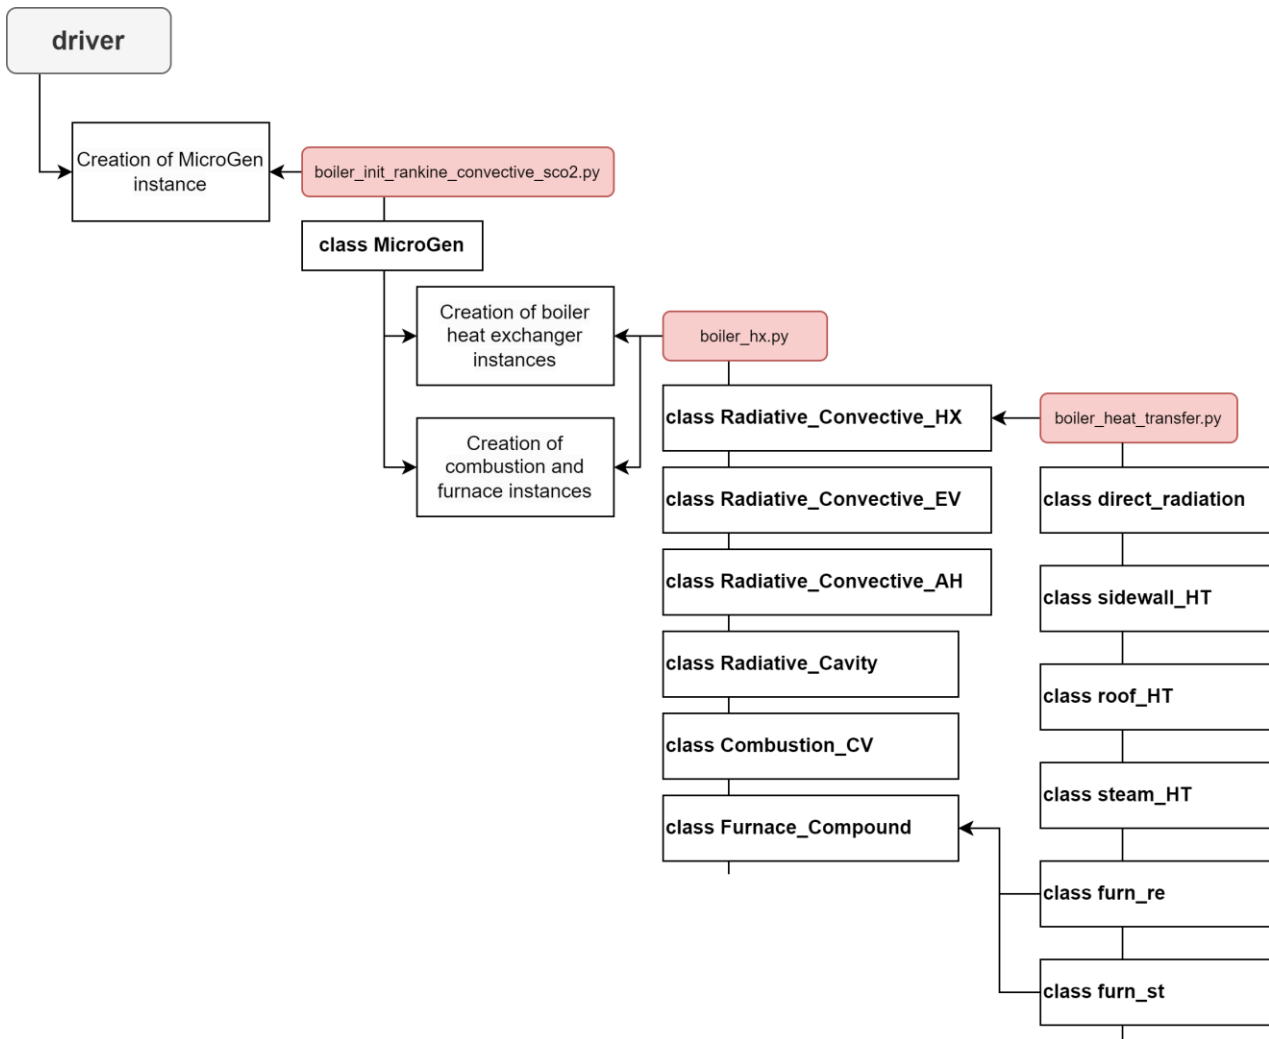 driver
Creation of MicroGen
instance
boiler_init_rankine_convective_sco2.py
class MicroGen
Creation of boiler
heat exchanger
instances
boiler_hx.py
Creation of
combustion and
furnace instances
class Radiative_Convective_HX
boiler_heat_transfer.py
class Radiative_Convective_EV
class direct_radiation
class Radiative_Convective_AH
class sidewall_HT
class Radiative_Cavity
class roof_HT
class Combustion_CV
class steam_HT
class Furnace_Compound
class furn_re
class furn_st